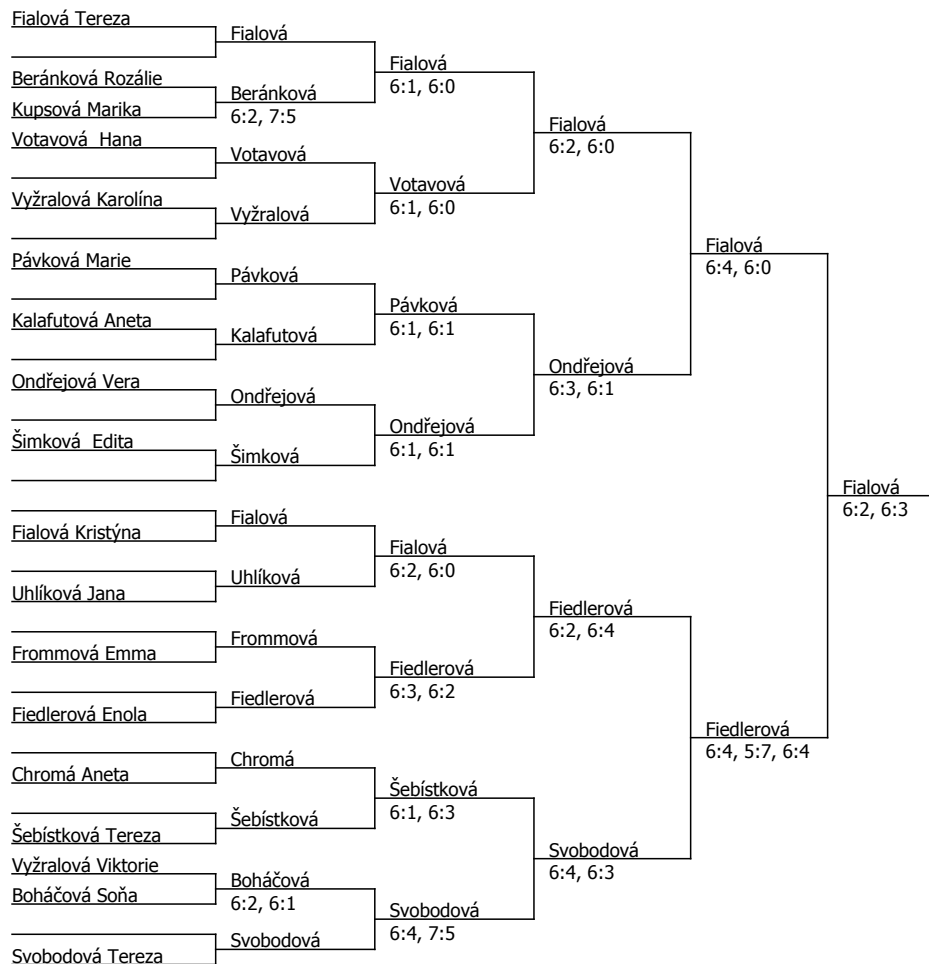 Fialová Tereza
Beránková Rozálie
Kupsová Marika
Votavová  Hana
Vyžralová Karolína
Pávková Marie
Kalafutová Aneta
Ondřejová Vera
Šimková  Edita
Fialová Kristýna
Uhlíková Jana
Frommová Emma
Fiedlerová Enola
Chromá Aneta
Šebístková Tereza
Vyžralová Viktorie
Boháčová Soňa
Svobodová Tereza
Fialová
Beránková
6:2, 7:5
Votavová
Vyžralová
Pávková
Kalafutová
Ondřejová
Šimková
Fialová
Uhlíková
Frommová
Fiedlerová
Chromá
Šebístková
Boháčová
6:2, 6:1
Svobodová
Fialová
6:1, 6:0
Votavová
6:1, 6:0
Pávková
6:1, 6:1
Ondřejová
6:1, 6:1
Fialová
6:2, 6:0
Fiedlerová
6:3, 6:2
Šebístková
6:1, 6:3
Svobodová
6:4, 7:5
Fialová
6:2, 6:0
Ondřejová
6:3, 6:1
Fiedlerová
6:2, 6:4
Svobodová
6:4, 6:3
Fialová
6:4, 6:0
Fiedlerová
6:4, 5:7, 6:4
Fialová
6:2, 6:3